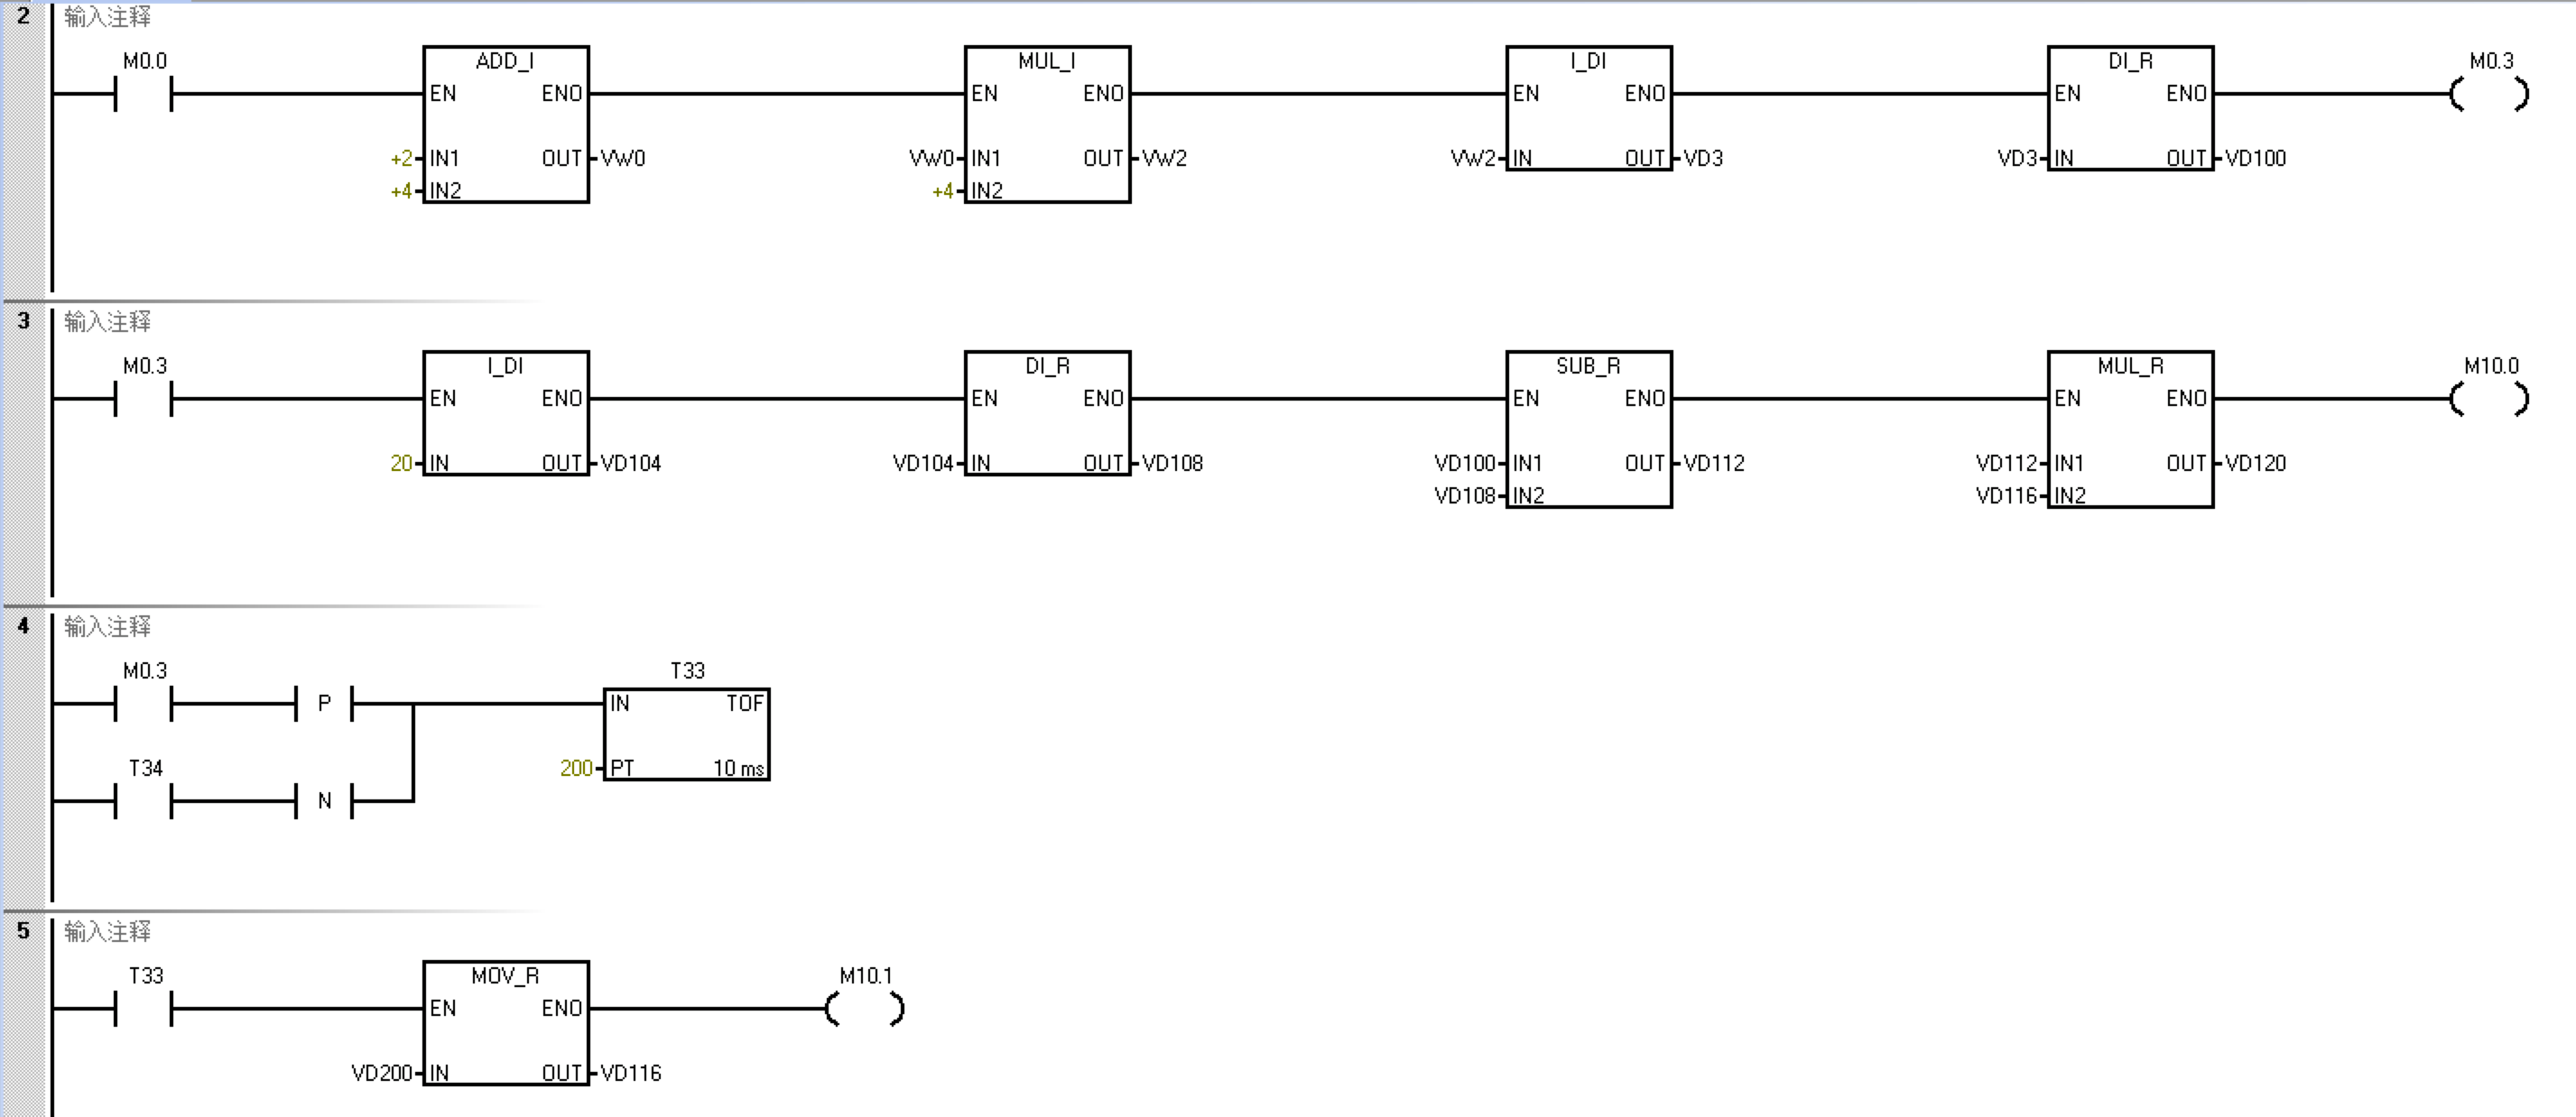 2 输入注释
M0.0 ADD_I MUL_I I_DI DI_R M0.3
EN ENO EN ENO EN ENO EN ENO
+2 IN1 OUT VW0 VW0 IN1 OUT VW2 VW2 IN OUT VD3 VD3 IN OUT VD100
+4 IN2 +4 IN2
3 输入注释
M0.3 I_DI DI_R SUB_R MUL_R M10.0
EN ENO EN ENO EN ENO EN ENO
20 IN OUT VD104 VD104 IN OUT VD108 VD100 IN1 OUT VD112 VD112 IN1 OUT VD120
VD108 IN2 VD116 IN2
4 输入注释
M0.3 T33
P IN TOF
T34 200 PT 10 ms
N
5 输入注释
T33 MOV_R M10.1
EN ENO
VD200 IN OUT VD116